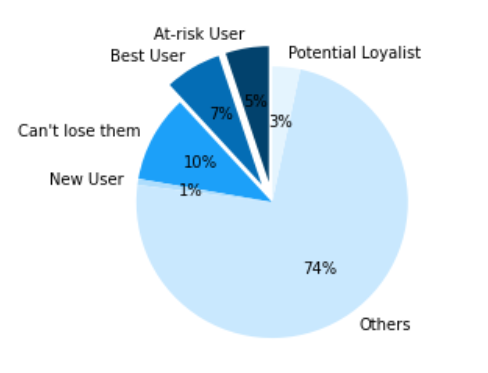 At-risk User
Best User
Potential Loyalist
5%
7%
3%
Can't lose them
10%
New User
1%
74%
Others